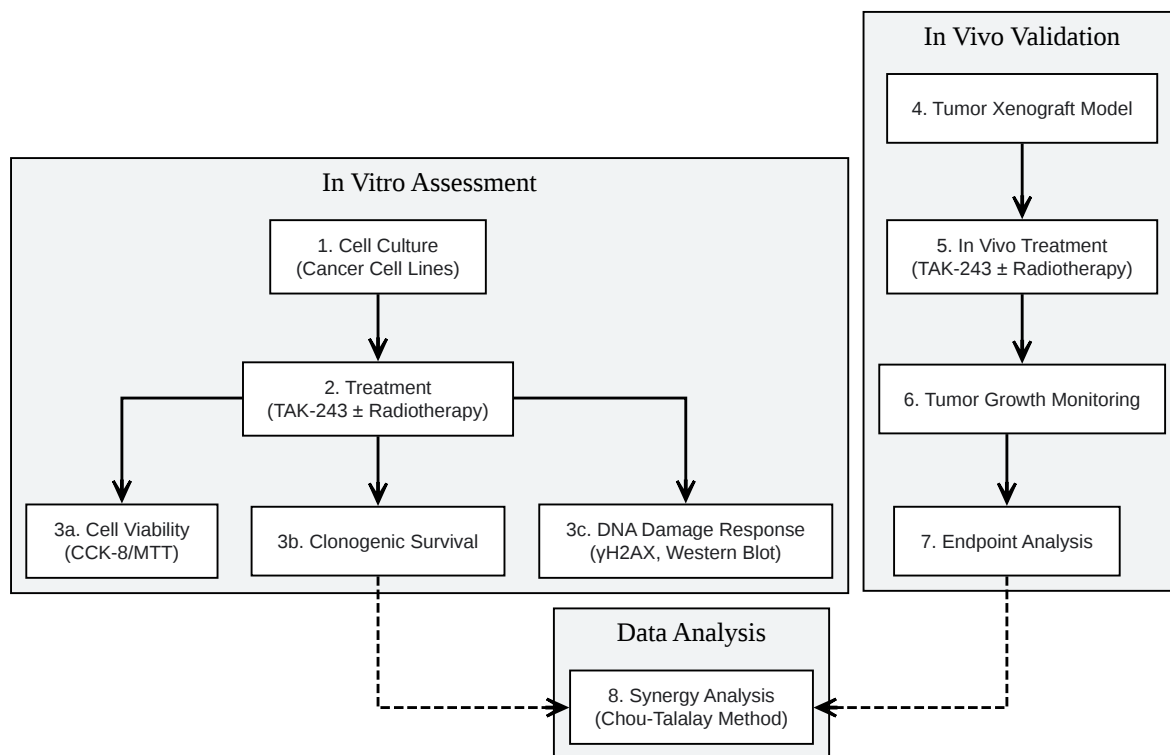 In Vitro Assessment
1. Cell Culture
(Cancer Cell Lines)
2. Treatment
(TAK-243 ± Radiotherapy)
3a. Cell Viability
(CCK-8/MTT)
3b. Clonogenic Survival
3c. DNA Damage Response
(γH2AX, Western Blot)
In Vivo Validation
4. Tumor Xenograft Model
5. In Vivo Treatment
(TAK-243 ± Radiotherapy)
6. Tumor Growth Monitoring
7. Endpoint Analysis
Data Analysis
8. Synergy Analysis
(Chou-Talalay Method)